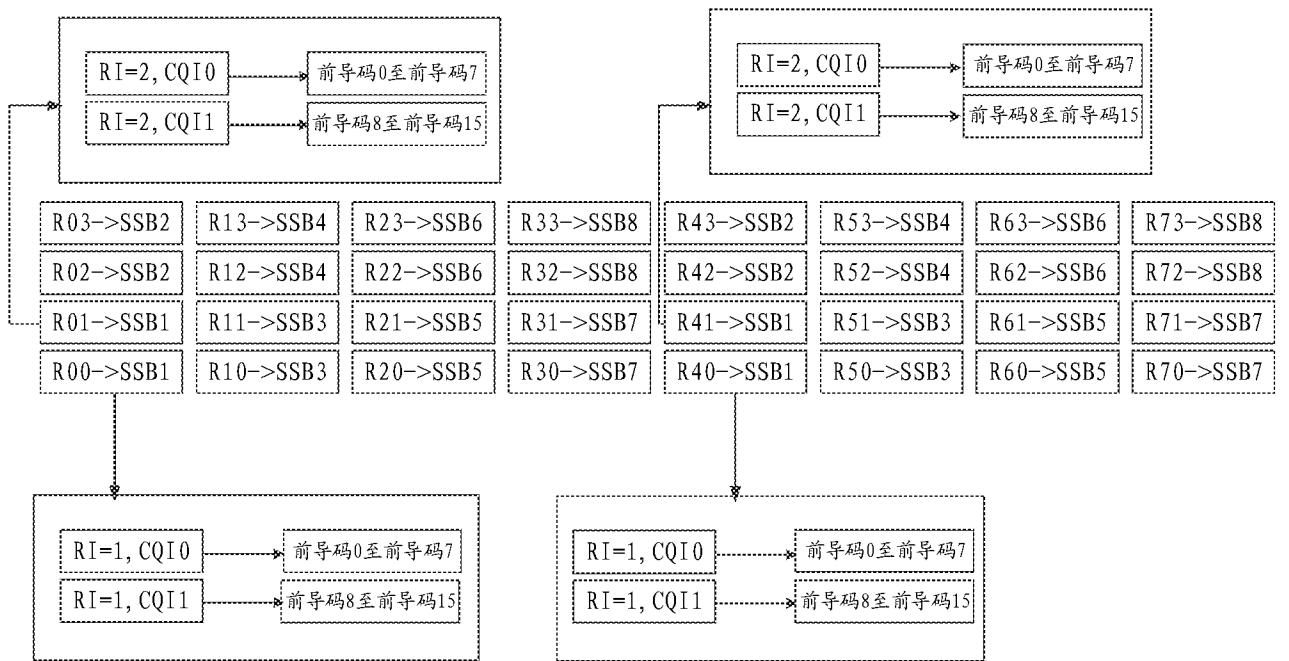 RI=2, CQI0
前导码0至前导码7
RI=2, CQI1
前导码8至前导码15
RI=2, CQI0
前导码0至前导码7
RI=2, CQI1
前导码8至前导码15
R03->SSB2 R13->SSB4 R23->SSB6 R33->SSB8 R43->SSB2 R53->SSB4 R63->SSB6 R73->SSB8
R02->SSB2 R12->SSB4 R22->SSB6 R32->SSB8 R42->SSB2 R52->SSB4 R62->SSB6 R72->SSB8
R01->SSB1 R11->SSB3 R21->SSB5 R31->SSB7 R41->SSB1 R51->SSB3 R61->SSB5 R71->SSB7
R00->SSB1 R10->SSB3 R20->SSB5 R30->SSB7 R40->SSB1 R50->SSB3 R60->SSB5 R70->SSB7
RI=1, CQI0
前导码0至前导码7
RI=1, CQI1
前导码8至前导码15
RI=1, CQI0
前导码0至前导码7
RI=1, CQI1
前导码8至前导码15